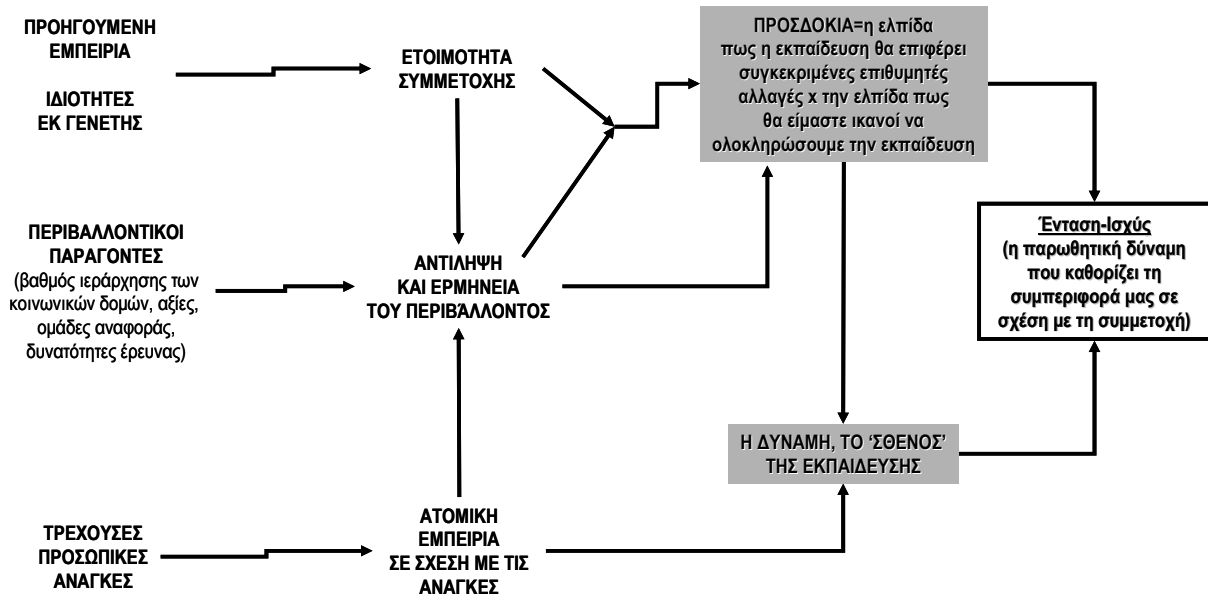 ΠΡΟΗΓΟΥΜΕΝΗ
ΕΜΠΕΙΡΙΑ
ΙΔΙΟΤΗΤΕΣ
ΕΚ ΓΕΝΕΤΗΣ
ΕΤΟΙΜΟΤΗΤΑ
ΣΥΜΜΕΤΟΧΗΣ
ΠΡΟΣΔΟΚΙΑ=η ελπίδα
πως η εκπαίδευση θα επιφέρει
συγκεκριμένες επιθυμητές
αλλαγές x την ελπίδα πως
θα είμαστε ικανοί να
ολοκληρώσουμε την εκπαίδευση
ΠΕΡΙΒΑΛΛΟΝΤΙΚΟΙ
ΠΑΡΑΓΟΝΤΕΣ
(βαθμός ιεράρχησης των
κοινωνικών δομών, αξίες,
ομάδες αναφοράς,
δυνατότητες έρευνας)
ΑΝΤΙΛΗΨΗ
ΚΑΙ ΕΡΜΗΝΕΙΑ
ΤΟΥ ΠΕΡΙΒΆΛΛΟΝΤΟΣ
Ένταση-Ισχύς
(η παρωθητική δύναμη
που καθορίζει τη
συμπεριφορά μας σε
σχέση με τη συμμετοχή)
Η ΔΥΝΑΜΗ, ΤΟ ‘ΣΘΕΝΟΣ’
ΤΗΣ ΕΚΠΑΙΔΕΥΣΗΣ
ΤΡΕΧΟΥΣΕΣ
ΠΡΟΣΩΠΙΚΕΣ
ΑΝΑΓΚΕΣ
ΑΤΟΜΙΚΗ
ΕΜΠΕΙΡΙΑ
ΣΕ ΣΧΕΣΗ ΜΕ ΤΙΣ
ΑΝΑΓΚΕΣ